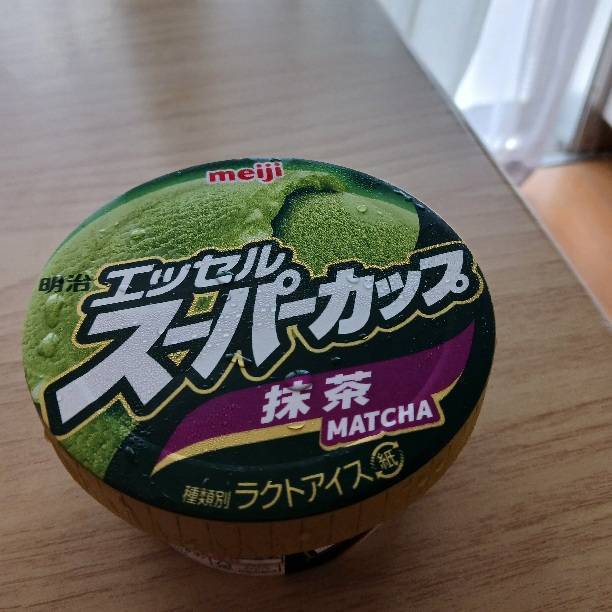 meiji
明治 エッセル
スーパーカップ
抹茶
MATCHA
種類別 ラクトアイス 紙